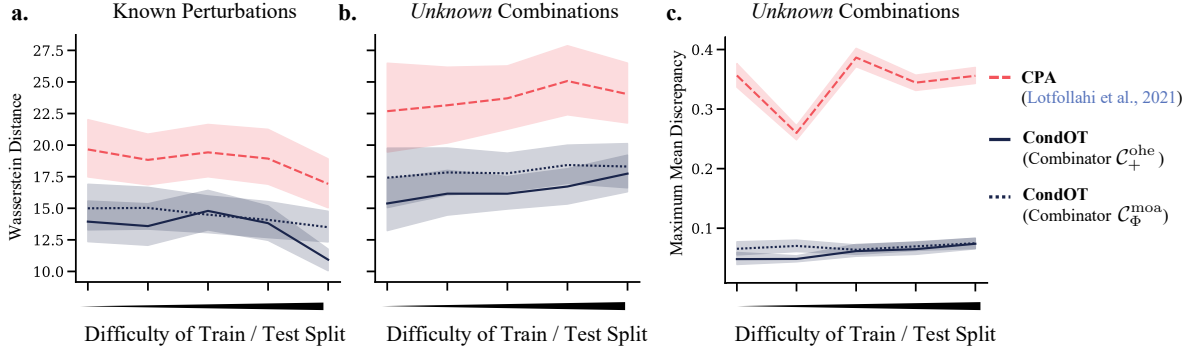 a.
Known Perturbations
Wasserstein Distance
27.5
25.0
22.5
20.0
17.5
15.0
12.5
10.0
Difficulty of Train / Test Split
b.
Unknown Combinations
Difficulty of Train / Test Split
c.
Unknown Combinations
Maximum Mean Discrepancy
0.4
0.3
0.2
0.1
Difficulty of Train / Test Split
CPA
(Lotfollahi et al., 2021)
CondOT
(Combinator 𝒞₊ᵒʰᵉ)
CondOT
(Combinator 𝒞_Φ^moa)